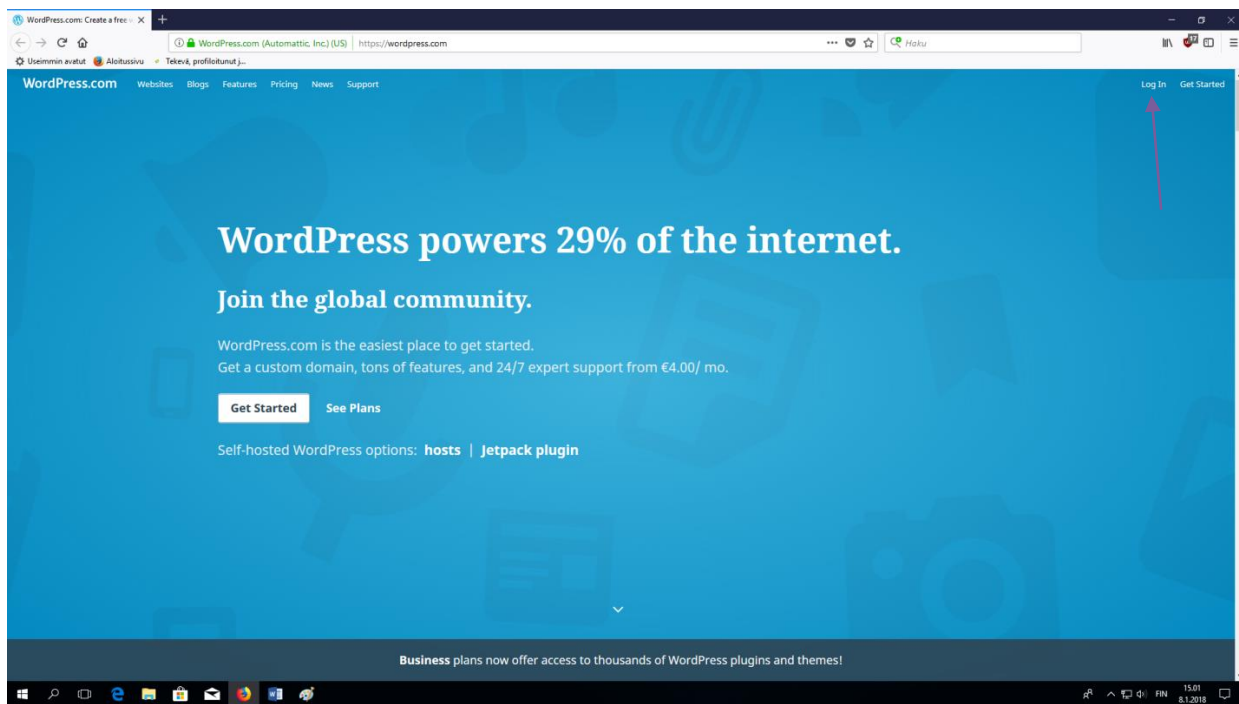 WordPress.com: Create a free
WordPress.com (Automattic, Inc.) (US) https://wordpress.com
Haku
17
Useimmin avatut Aloitussivu Tekevä, profiloitunut j...
WordPress.com Websites Blogs Features Pricing News Support Log In Get Started
WordPress powers 29% of the internet.
Join the global community.
WordPress.com is the easiest place to get started.
Get a custom domain, tons of features, and 24/7 expert support from €4.00/ mo.
Get Started See Plans
Self-hosted WordPress options: hosts | Jetpack plugin
Business plans now offer access to thousands of WordPress plugins and themes!
FIN
15.01
8.1.2018